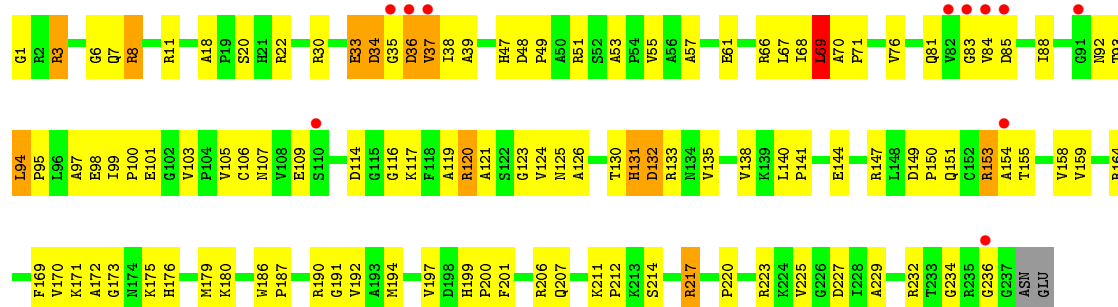 G1 R2 R3 G6 Q7 R8 R11 A18 P19 S20 H21 R22 R30 E33 D34 G35 D36 V37 I38 A39 H47 D48 P49 A50 R51 S52 A53 P54 V55 A56 A57 E61 R66 L67 I68 L69 A70 P71 V76 Q81 V82 G83 V84 D85 I88 G91 N92 T93
L94 P95 L96 A97 E98 I99 P100 E101 G102 V103 P104 V105 C106 N107 V108 E109 S110 D114 G115 G116 K117 F118 A119 R120 A121 S122 G123 V124 N125 A126 T130 H131 D132 R133 N134 V135 V138 K139 L140 P141 E144 R147 L148 D149 P150 Q151 C152 R153 A154 T155 V158 V159 R164
F169 V170 K171 A172 G173 N174 K175 H176 M179 K180 W186 P187 R190 G191 V192 A193 M194 V197 D198 H199 P200 F201 R206 Q207 K211 P212 K213 S214 R217 P220 R223 K224 V225 G226 D227 I228 A229 R232 T233 G234 R235 G236 G237 ASN GLU